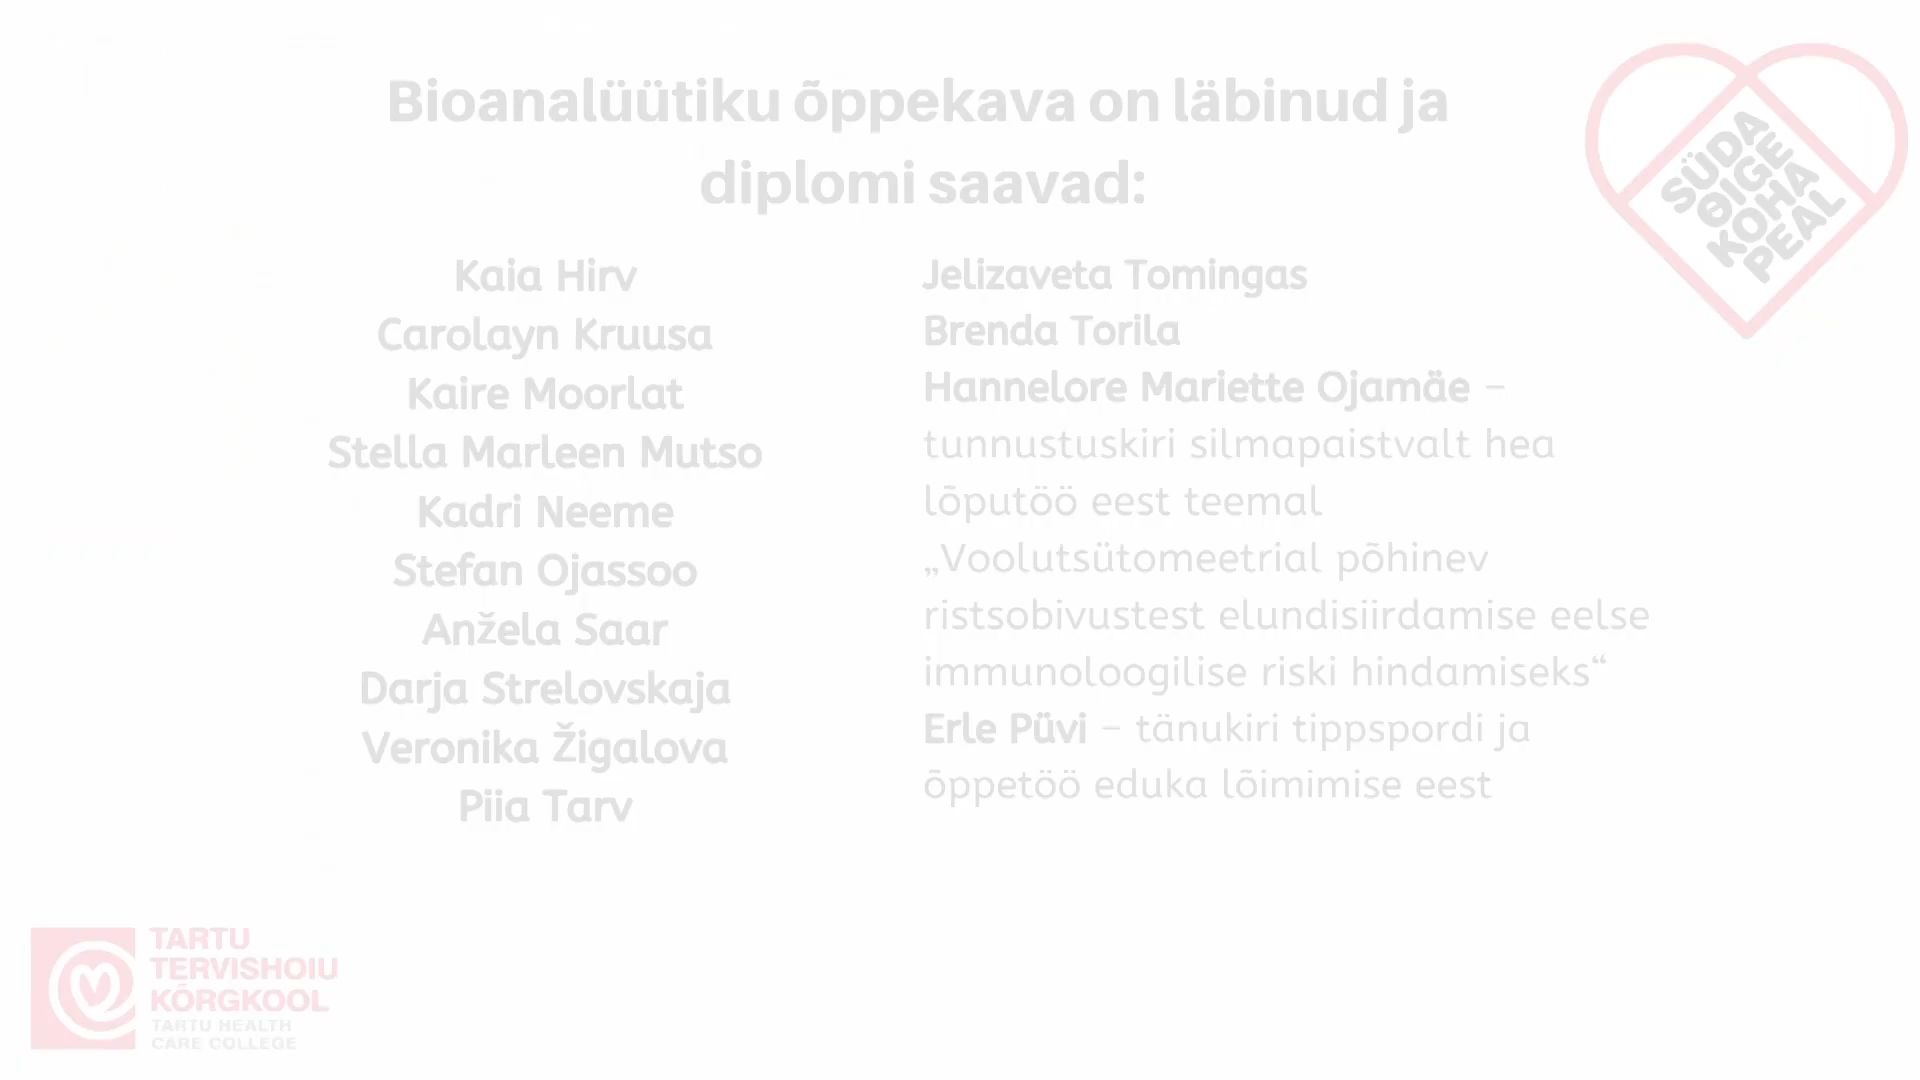 Bioanalüütiku õppekava on läbinud ja
diplomi saavad:
Kaia Hirv
Carolayn Kruusa
Kaire Moorlat
Stella Marleen Mutso
Kadri Neeme
Stefan Ojassoo
Anžela Saar
Darja Strelovskaja
Veronika Žigalova
Piia Tarv
Jelizaveta Tomingas
Brenda Torila
Hannelore Mariette Ojamäe –
tunnustuskiri silmapaistvalt hea
lõputöö eest teemal
„Voolutsütomeetrial põhinev
ristsobivustest elundisiirdamise eelse
immunoloogilise riski hindamiseks“
Erle Püvi – tänukiri tippspordi ja
õppetöö eduka lõimimise eest
SÜDA
ÕIGE
KOHA
PEAL
TARTU
TERVISHOIU
KÕRGKOOL
TARTU HEALTH
CARE COLLEGE